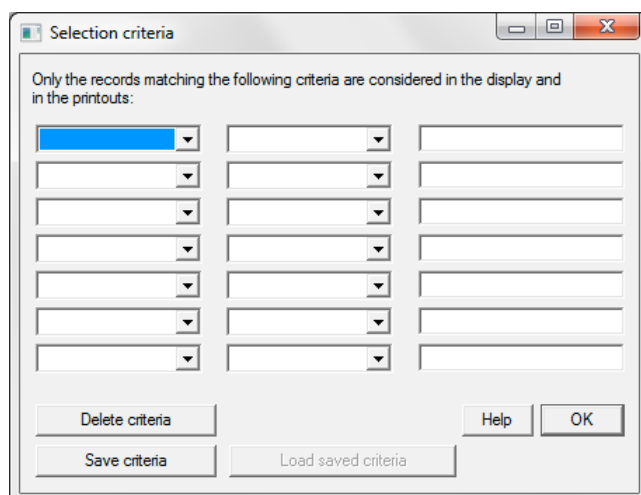 Selection criteria
Only the records matching the following criteria are considered in the display and
in the printouts:
Delete criteria
Help
OK
Save criteria
Load saved criteria